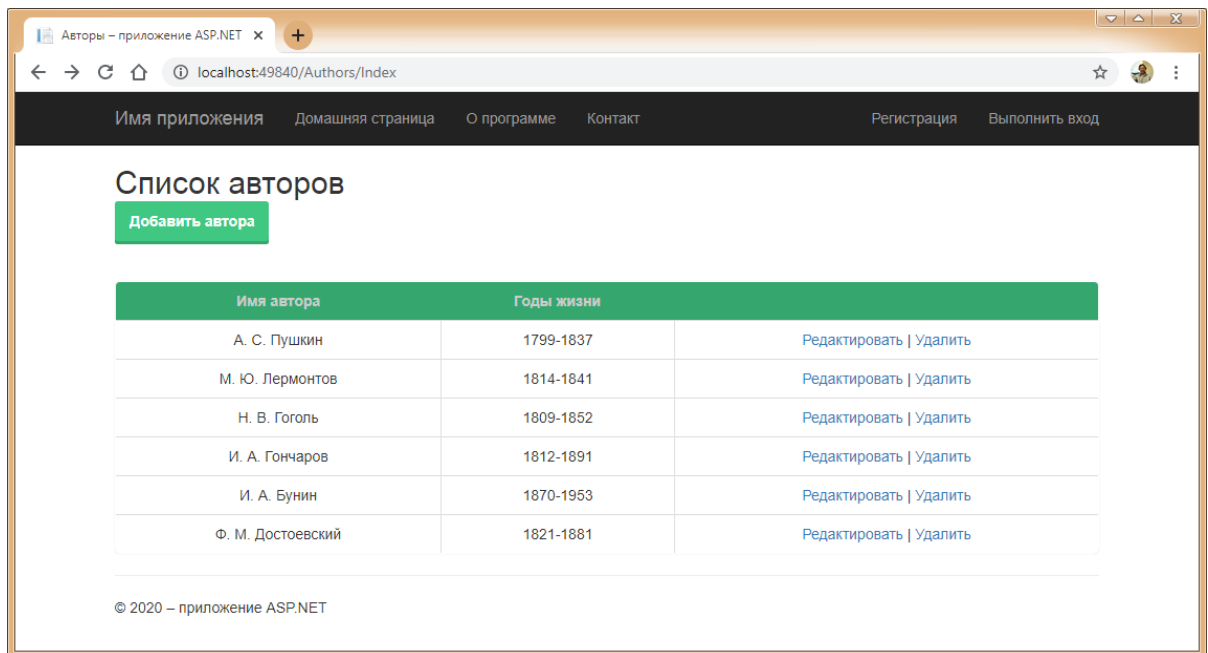 Авторы – приложение ASP.NET
localhost:49840/Authors/Index
Имя приложения Домашняя страница О программе Контакт Регистрация Выполнить вход
Список авторов
Добавить автора
Имя автора Годы жизни
А. С. Пушкин 1799-1837 Редактировать | Удалить
М. Ю. Лермонтов 1814-1841 Редактировать | Удалить
Н. В. Гоголь 1809-1852 Редактировать | Удалить
И. А. Гончаров 1812-1891 Редактировать | Удалить
И. А. Бунин 1870-1953 Редактировать | Удалить
Ф. М. Достоевский 1821-1881 Редактировать | Удалить
© 2020 – приложение ASP.NET